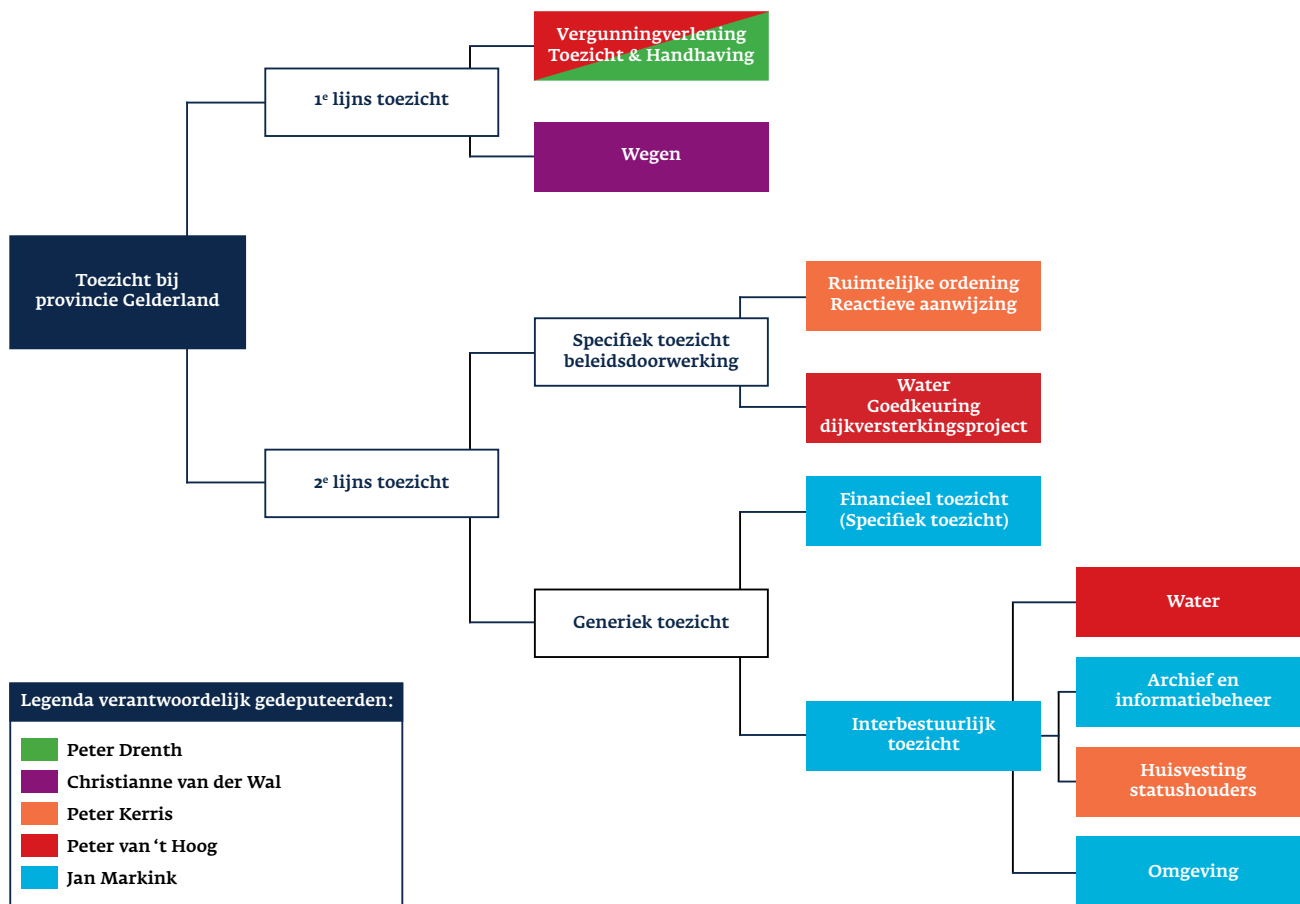 Vergunningverlening
Toezicht & Handhaving
1e lijns toezicht
Wegen
Toezicht bij
provincie Gelderland
Ruimtelijke ordening
Reactieve aanwijzing
Specifiek toezicht
beleidsdoorwerking
Water
Goedkeuring
dijkversterkingsproject
2e lijns toezicht
Financieel toezicht
(Specifiek toezicht)
Generiek toezicht
Water
Archief en
informatiebeheer
Interbestuurlijk
toezicht
Huisvesting
statushouders
Omgeving
Legenda verantwoordelijk gedeputeerden:
Peter Drenth
Christianne van der Wal
Peter Kerris
Peter van ‘t Hoog
Jan Markink